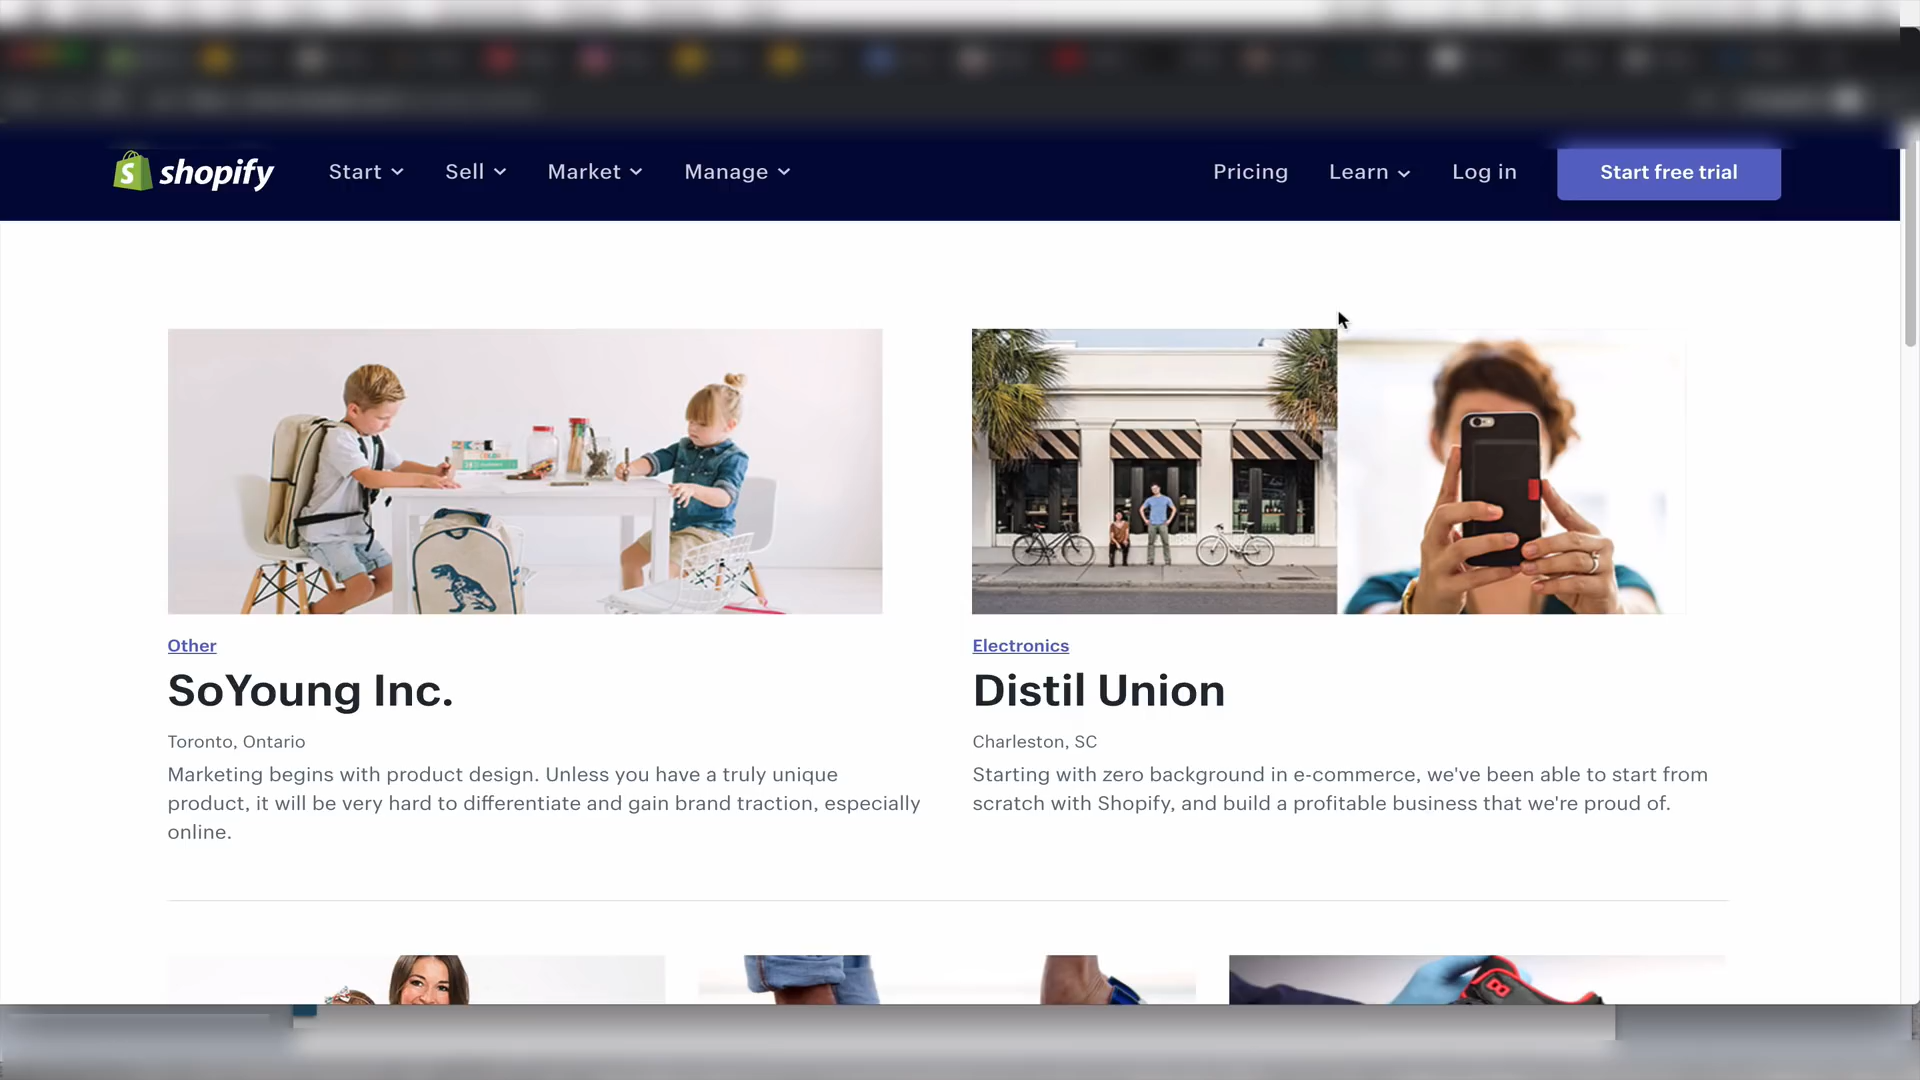 shopify Start Sell Market Manage Pricing Learn Log in Start free trial
Other
SoYoung Inc.
Toronto, Ontario
Marketing begins with product design. Unless you have a truly unique
product, it will be very hard to differentiate and gain brand traction, especially
online.
Electronics
Distil Union
Charleston, SC
Starting with zero background in e-commerce, we've been able to start from
scratch with Shopify, and build a profitable business that we're proud of.